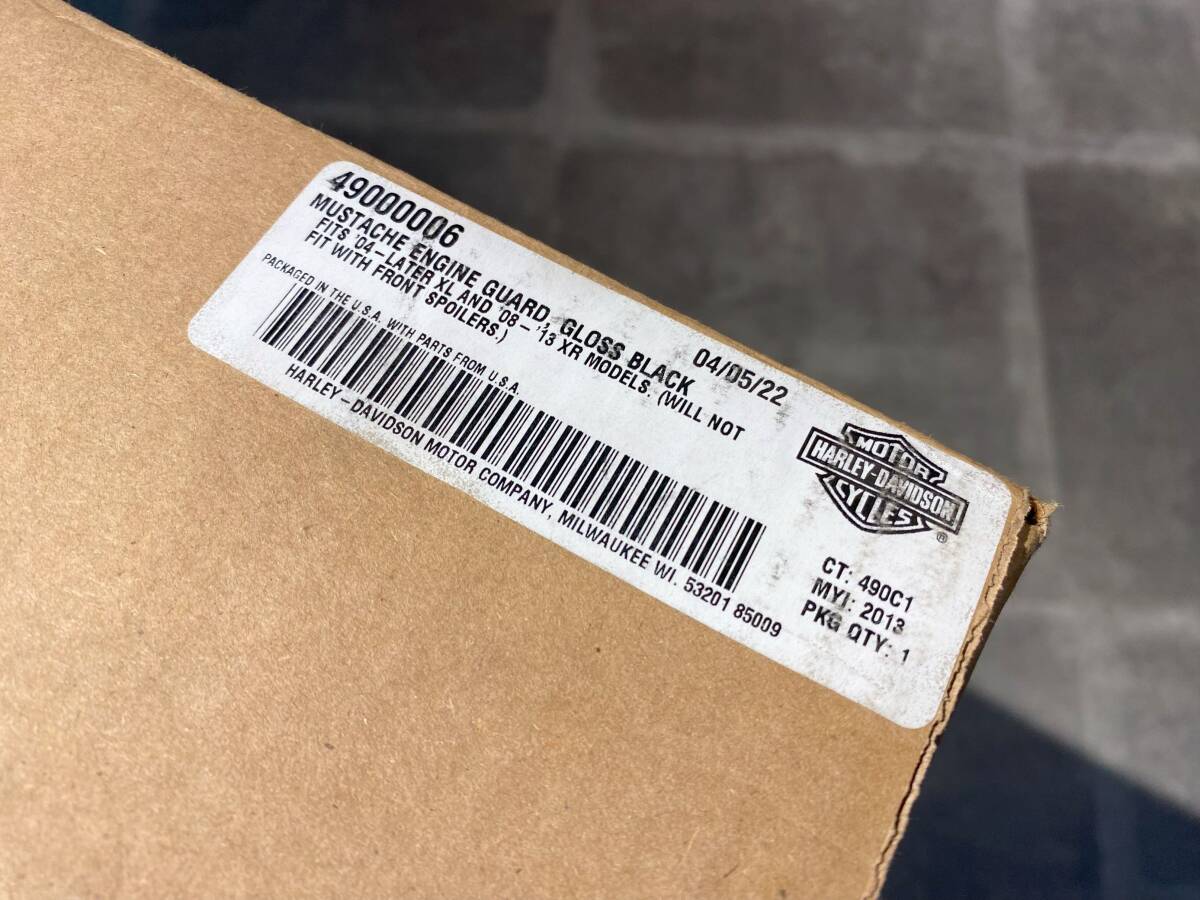 49000006
04/05/22
MUSTACHE ENGINE GUARD, GLOSS BLACK
FITS '04-LATER XL AND '08-'13 XR MODELS. (WILL NOT
FIT WITH FRONT SPOILERS.)
PACKAGED IN THE U.S.A. WITH PARTS FROM U.S.A.
HARLEY-DAVIDSON MOTOR COMPANY, MILWAUKEE WI. 53201 85009
MOTOR
HARLEY-DAVIDSON
CYCLES
®
CT: 490C1
MYI: 2013
PKG QTY: 1